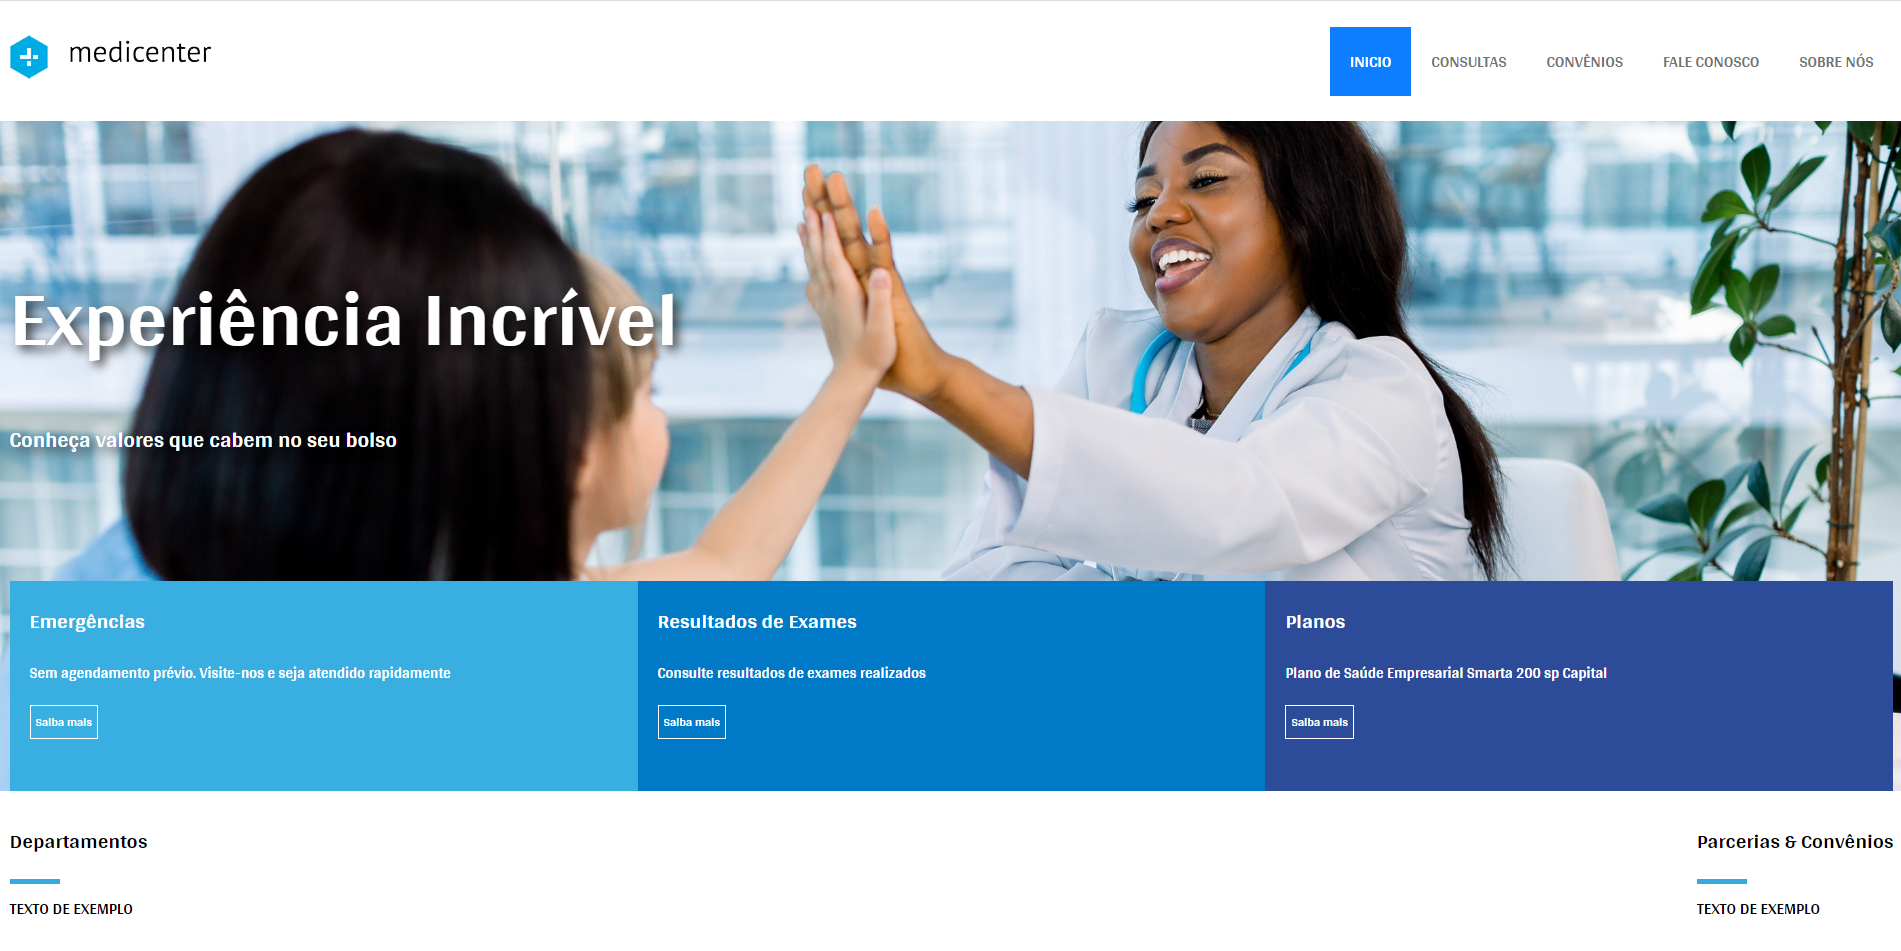 medicenter
INICIO
CONSULTAS
CONVÊNIOS
FALE CONOSCO
SOBRE NÓS
Experiência Incrível
Conheça valores que cabem no seu bolso
Emergências
Sem agendamento prévio. Visite-nos e seja atendido rapidamente
Saiba mais
Resultados de Exames
Consulte resultados de exames realizados
Saiba mais
Planos
Plano de Saúde Empresarial Smarta 200 sp Capital
Saiba mais
Departamentos
TEXTO DE EXEMPLO
Parcerias & Convênios
TEXTO DE EXEMPLO